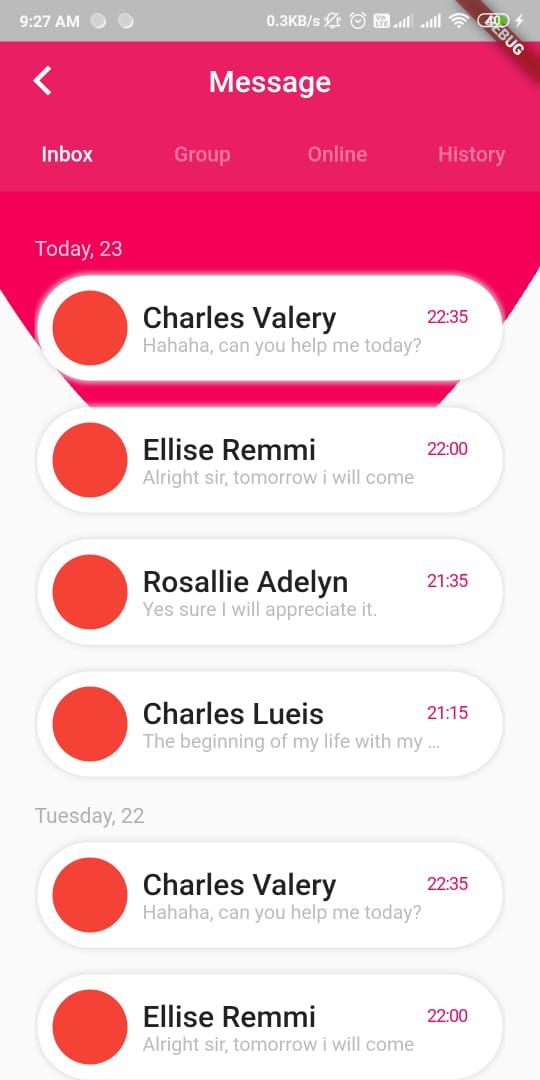 9:27 AM 0.3KB/s 40
DEBUG
Message
Inbox Group Online History
Today, 23
Charles Valery 22:35
Hahaha, can you help me today?
Ellise Remmi 22:00
Alright sir, tomorrow i will come
Rosallie Adelyn 21:35
Yes sure I will appreciate it.
Charles Lueis 21:15
The beginning of my life with my ...
Tuesday, 22
Charles Valery 22:35
Hahaha, can you help me today?
Ellise Remmi 22:00
Alright sir, tomorrow i will come